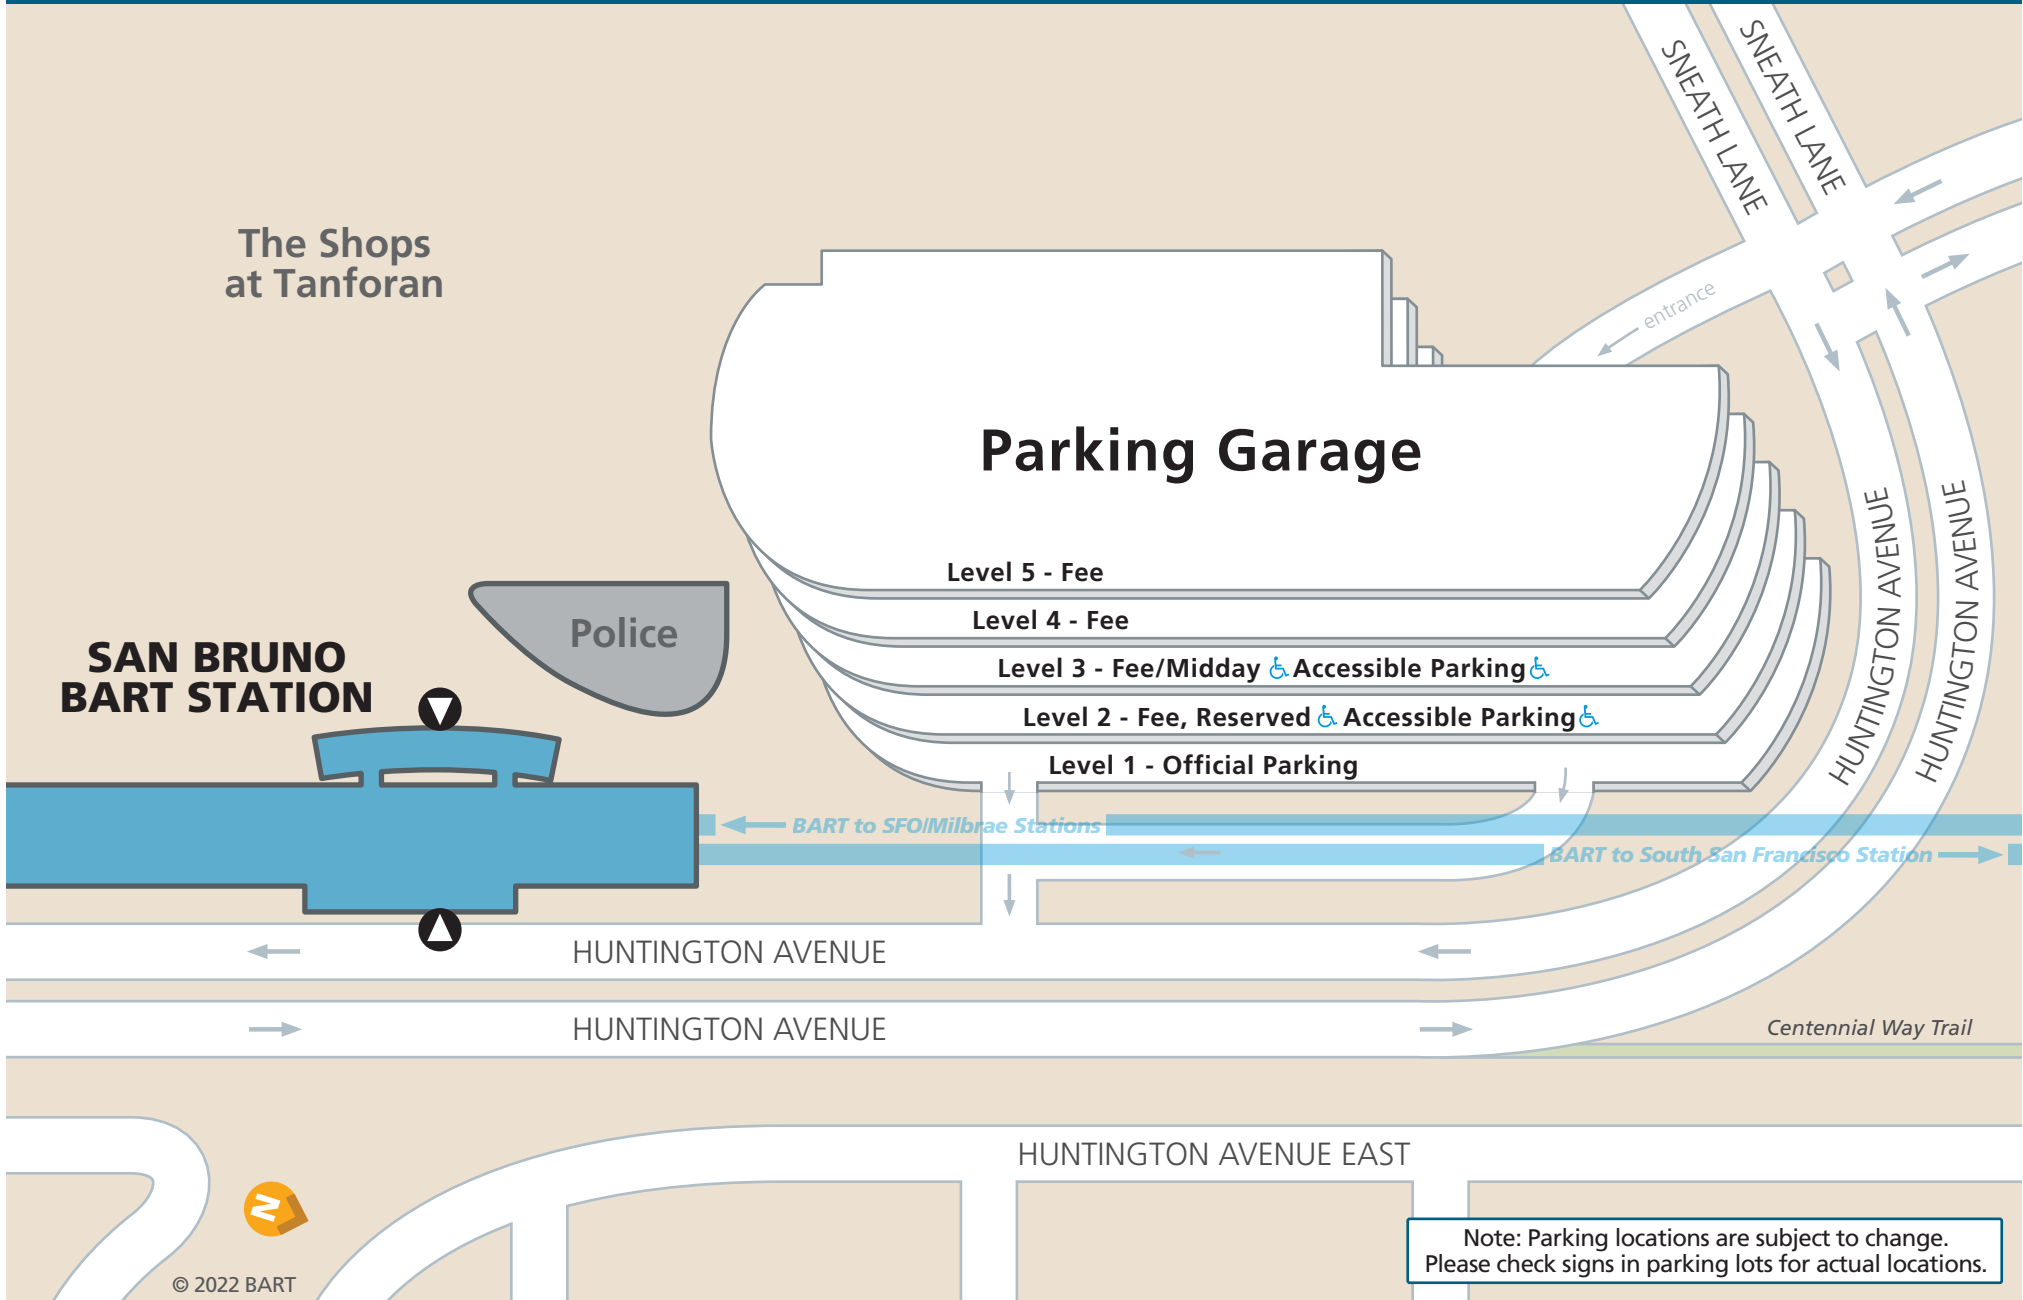 SNEATH LANE
SNEATH LANE
The Shops
at Tanforan
entrance
Parking Garage
HUNTINGTON AVENUE
HUNTINGTON AVENUE
Level 5 - Fee
Level 4 - Fee
Police
SAN BRUNO
BART STATION
Level 3 - Fee/Midday Accessible Parking
Level 2 - Fee, Reserved Accessible Parking
Level 1 - Official Parking
BART to SFO/Milbrae Stations
BART to South San Francisco Station
HUNTINGTON AVENUE
HUNTINGTON AVENUE
Centennial Way Trail
HUNTINGTON AVENUE EAST
N
Note: Parking locations are subject to change.
Please check signs in parking lots for actual locations.
© 2022 BART